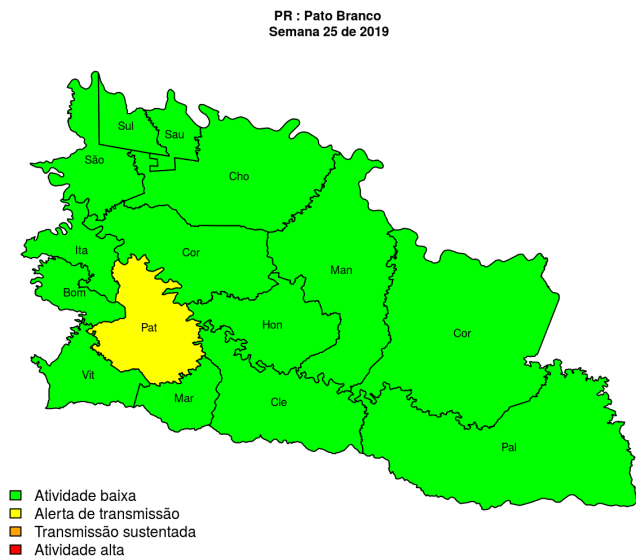 PR : Pato Branco
Semana 25 de 2019
Sul
Sau
São
Cho
Ita
Cor
Man
Bom
Hon
Pat
Cor
Vit
Mar
Cle
Pal
Atividade baixa
Alerta de transmissão
Transmissão sustentada
Atividade alta